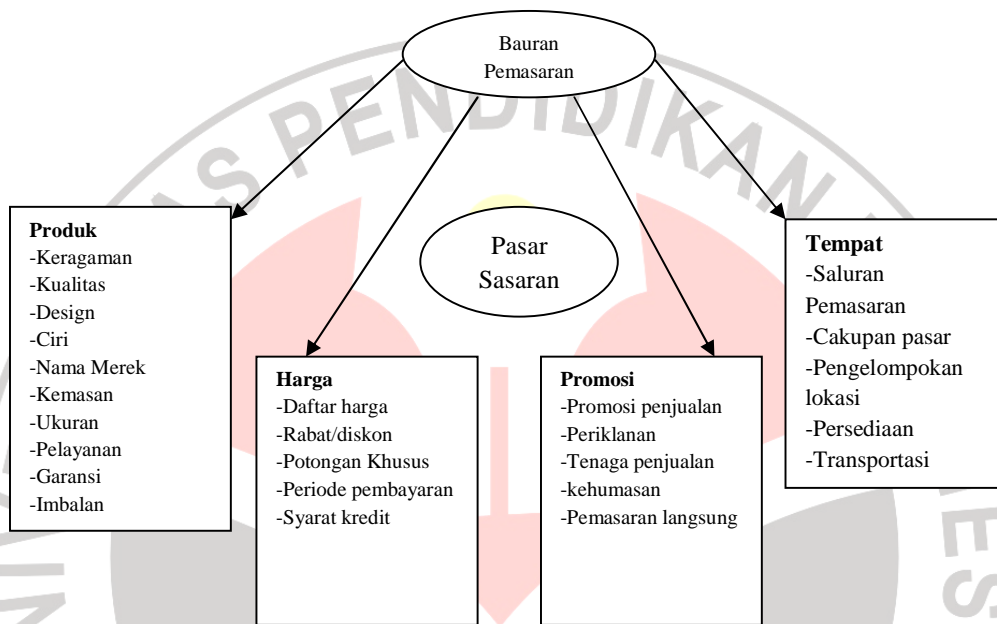 Bauran
Pemasaran
Pasar
Sasaran
Produk
-Keragaman
-Kualitas
-Design
-Ciri
-Nama Merek
-Kemasan
-Ukuran
-Pelayanan
-Garansi
-Imbalan
Harga
-Daftar harga
-Rabat/diskon
-Potongan Khusus
-Periode pembayaran
-Syarat kredit
Promosi
-Promosi penjualan
-Periklanan
-Tenaga penjualan
-kehumasan
-Pemasaran langsung
Tempat
-Saluran
Pemasaran
-Cakupan pasar
-Pengelompokan
lokasi
-Persediaan
-Transportasi
AS PENDIDIKAN